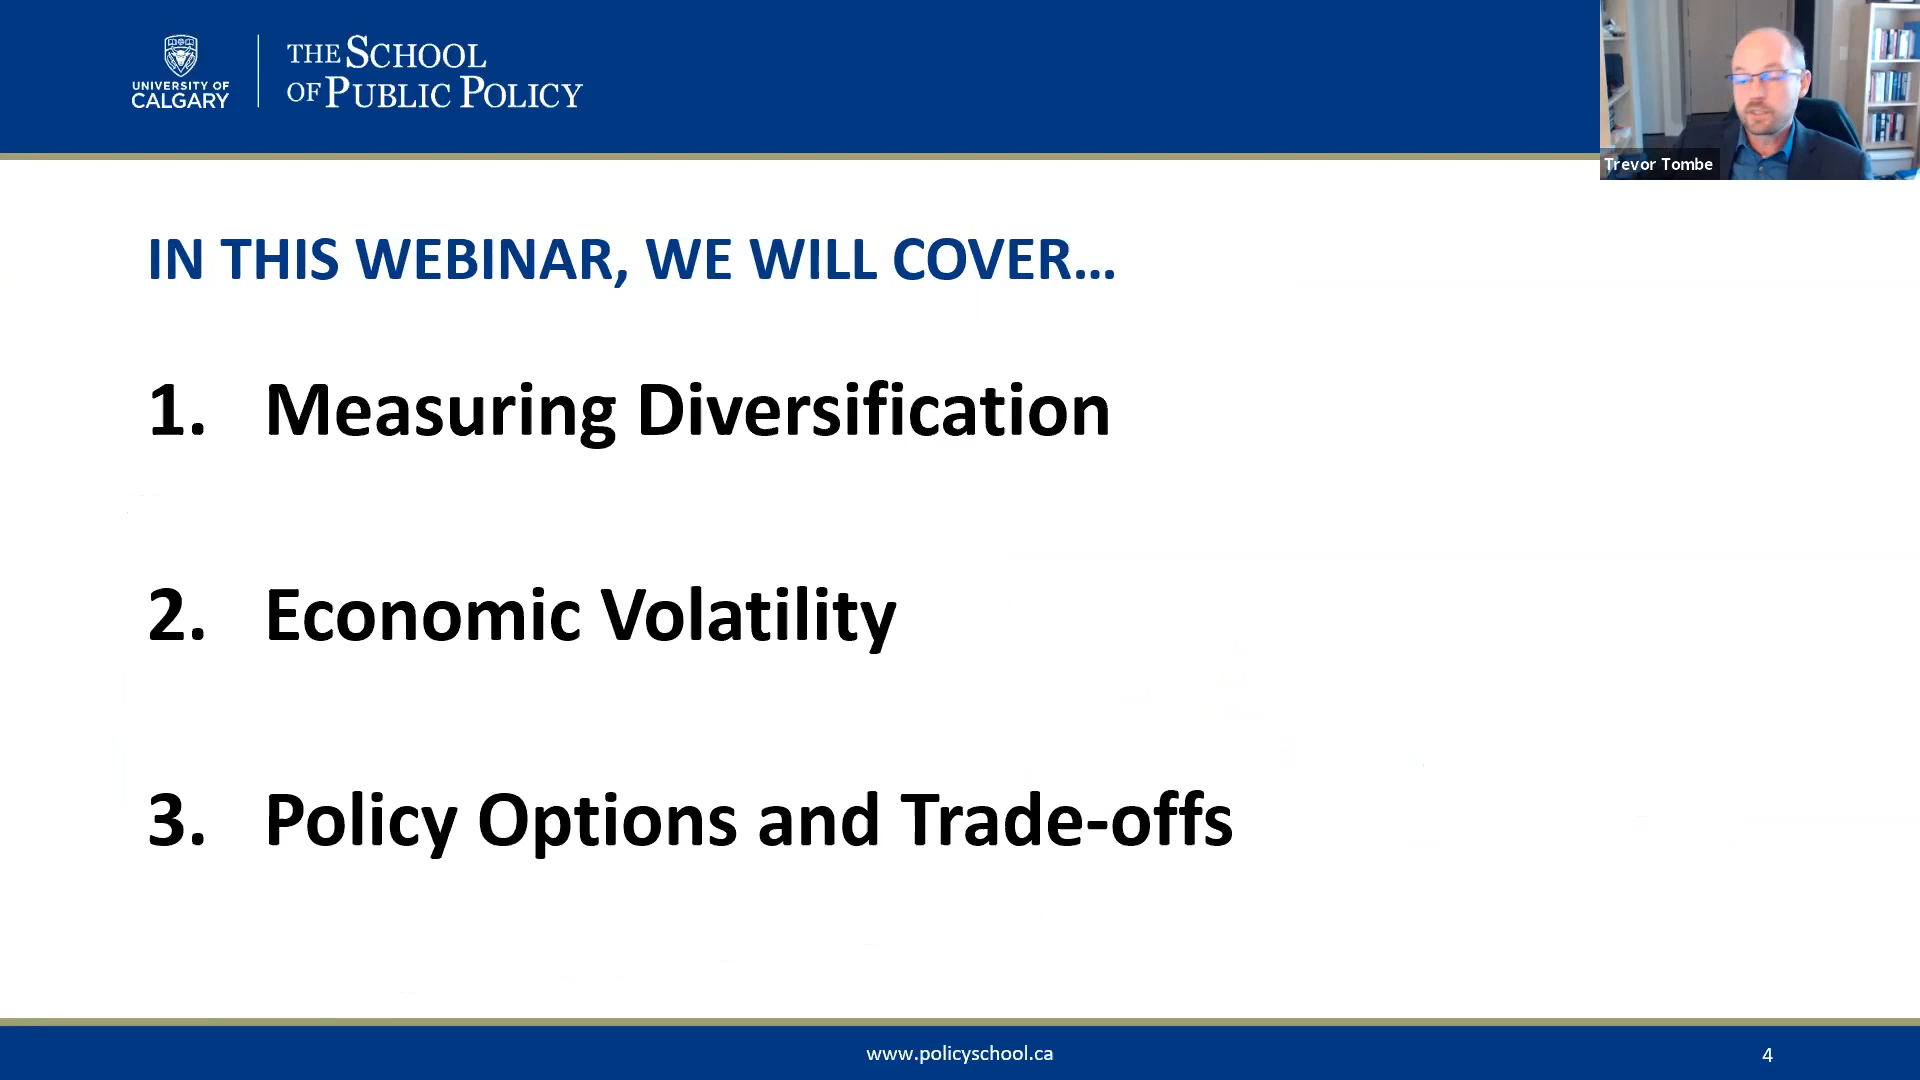 UNIVERSITY OF
CALGARY
THE SCHOOL
OF PUBLIC POLICY
Trevor Tombe
IN THIS WEBINAR, WE WILL COVER…
1. Measuring Diversification
2. Economic Volatility
3. Policy Options and Trade-offs
www.policyschool.ca
4